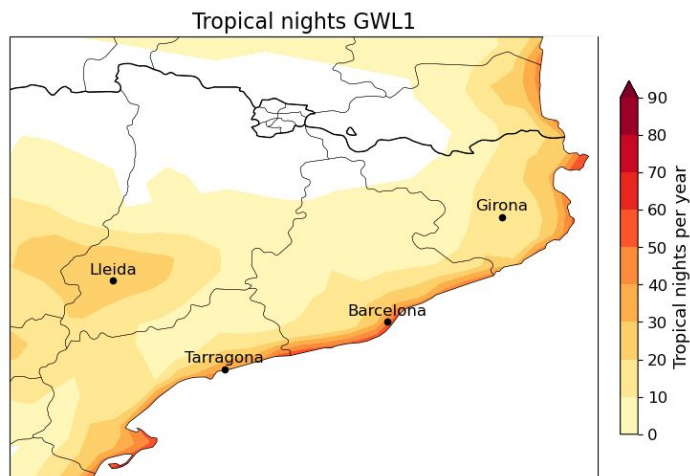 Tropical nights GWL1
Girona
Lleida
Barcelona
Tarragona
90
80
70
60
50
40
30
20
10
0
Tropical nights per year